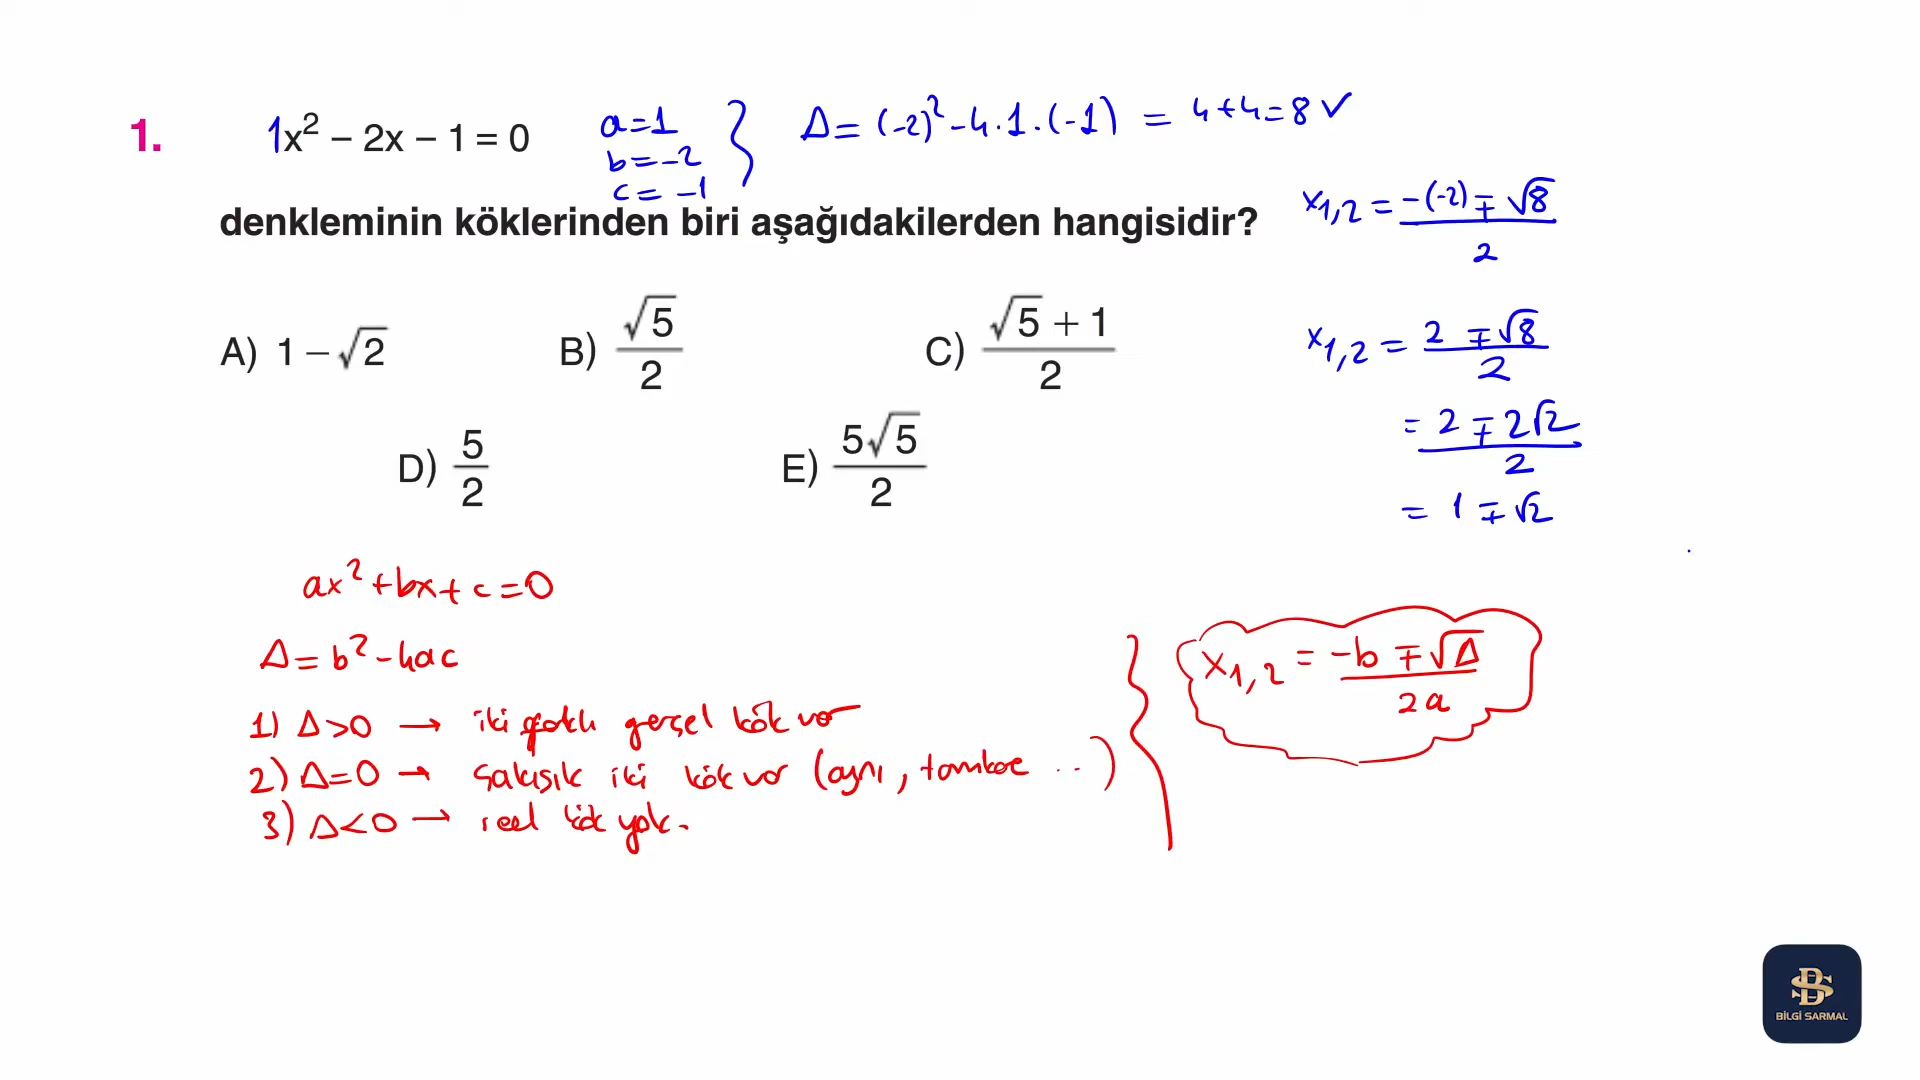 1. 1x² − 2x − 1 = 0
a=1
b=-2
c=-1
Δ = (-2)² - 4.1.(-1) = 4+4=8 ✓
denkleminin köklerinden biri aşağıdakilerden hangisidir?
x₁,₂ = (-(-2) ∓ √8) / 2
A) 1 − √2 B) √5/2 C) (√5 + 1)/2
x₁,₂ = (2 ∓ √8) / 2
D) 5/2 E) 5√5/2
= (2 ∓ 2√2) / 2
= 1 ∓ √2
ax² + bx + c = 0
Δ = b² - 4ac
1) Δ>0 → iki farklı gerçel kök var
2) Δ=0 → çakışık iki kök var (aynı, tamkare ..)
3) Δ<0 → reel kök yok.
x₁,₂ = (-b ∓ √Δ) / 2a
BİLGİ SARMAL